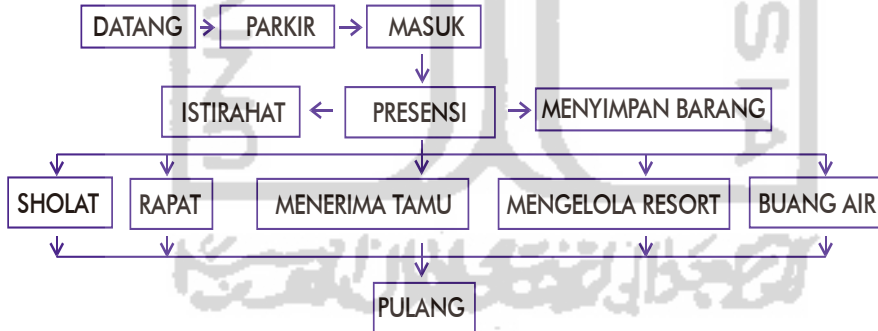 DATANG PARKIR MASUK
ISTIRAHAT PRESENSI MENYIMPAN BARANG
SHOLAT RAPAT MENERIMA TAMU MENGELOLA RESORT BUANG AIR
PULANG